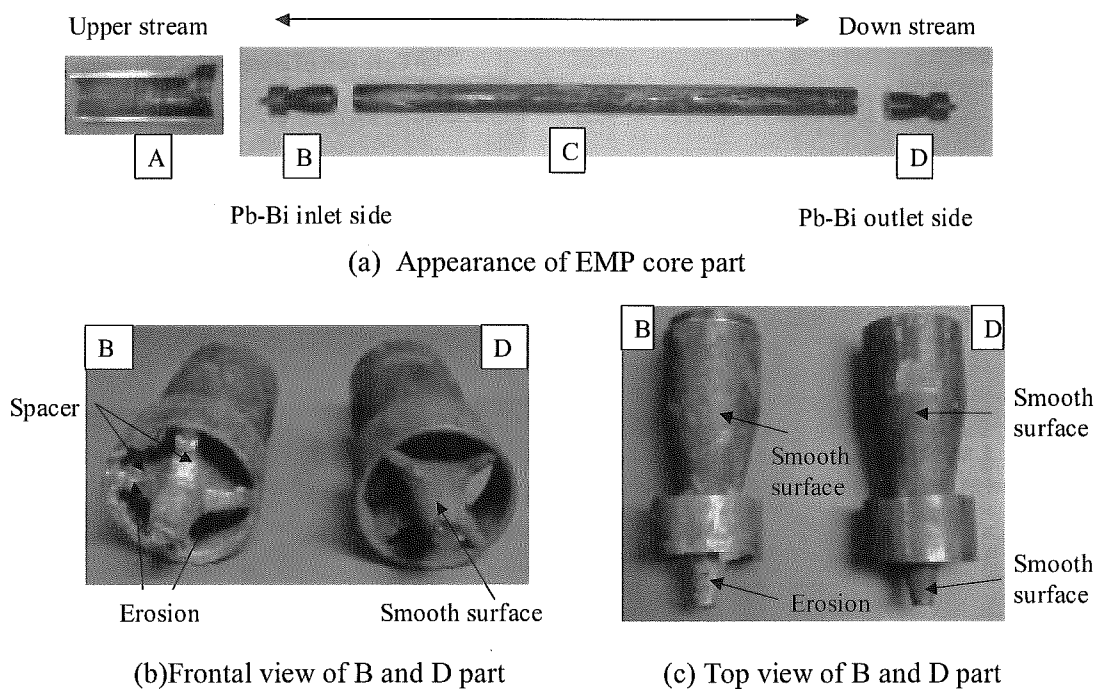 Upper stream
Down stream
A
B
C
D
Pb-Bi inlet side
Pb-Bi outlet side
(a) Appearance of EMP core part
B
D
Spacer
Erosion
Smooth surface
(b)Frontal view of B and D part
B
D
Smooth
surface
Smooth
surface
Erosion
Smooth
surface
(c) Top view of B and D part